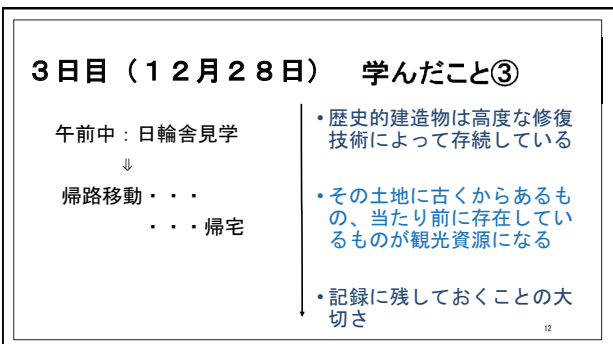 3日目（12月28日）　学んだこと③
午前中：日輪舎見学
⇓
帰路移動・・・
・・・帰宅
•歴史的建造物は高度な修復
技術によって存続している
•その土地に古くからあるも
の、当たり前に存在してい
るものが観光資源になる
•記録に残しておくことの大
切さ
12